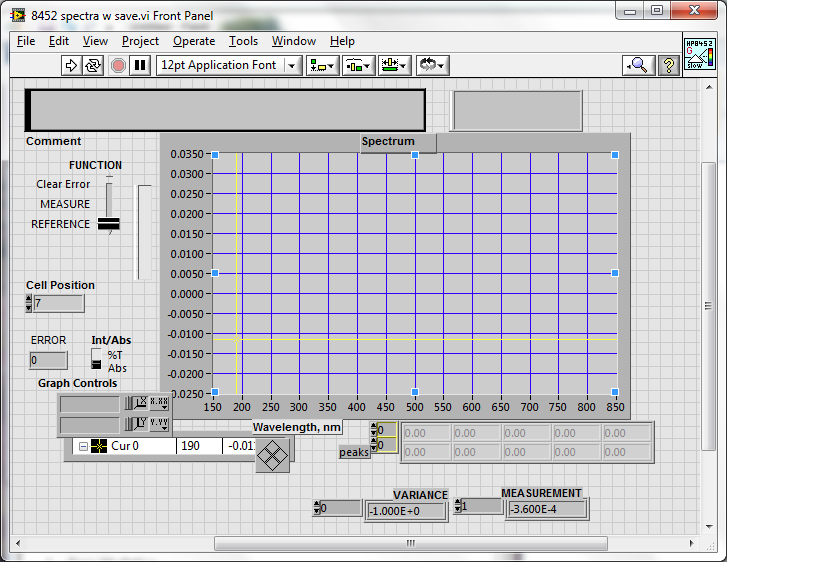 8452 spectra w save.vi Front Panel
File Edit View Project Operate Tools Window Help
12pt Application Font
HP8452
G
SLOW
Comment
Spectrum
FUNCTION
Clear Error
MEASURE
REFERENCE
0.0350
0.0300
0.0250
0.0200
0.0150
0.0100
0.0050
0.0000
-0.0050
-0.0100
-0.0150
-0.0200
-0.0250
150 200 250 300 350 400 450 500 550 600 650 700 750 800 850
Wavelength, nm
Cell Position
7
ERROR
0
Int/Abs
%T
Abs
Graph Controls
X X.XX
Y Y.YY
Cur 0 190
peaks
0
0
0.00 0.00 0.00 0.00 0.00
0.00 0.00 0.00 0.00 0.00
VARIANCE
0 -1.000E+0
MEASUREMENT
1 -3.600E-4